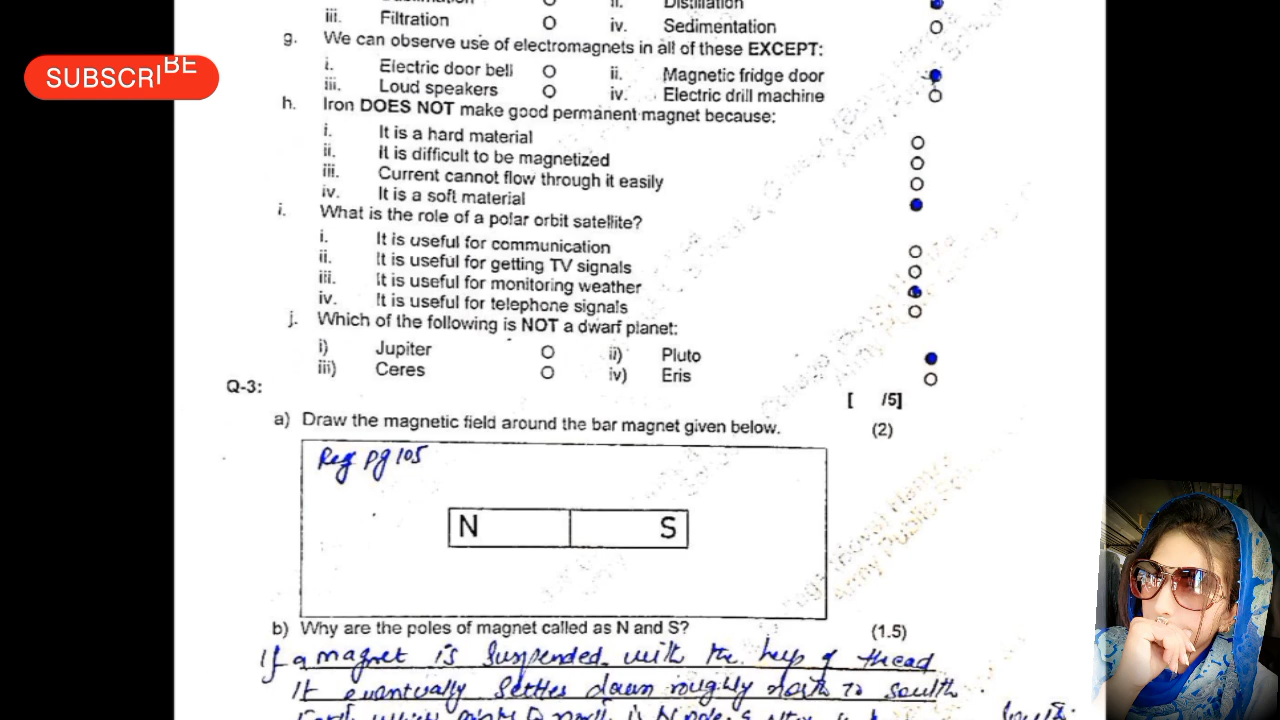 SUBSCRIBE
ii. Distillation
iii. Filtration iv. Sedimentation
g. We can observe use of electromagnets in all of these EXCEPT:
i. Electric door bell ii. Magnetic fridge door
iii. Loud speakers iv. Electric drill machine
h. Iron DOES NOT make good permanent magnet because:
i. It is a hard material
ii. It is difficult to be magnetized
iii. Current cannot flow through it easily
iv. It is a soft material
i. What is the role of a polar orbit satellite?
i. It is useful for communication
ii. It is useful for getting TV signals
iii. It is useful for monitoring weather
iv. It is useful for telephone signals
j. Which of the following is NOT a dwarf planet:
i) Jupiter ii) Pluto
iii) Ceres iv) Eris
Q-3: [ /5]
a) Draw the magnetic field around the bar magnet given below. (2)
Pg 105
N S
b) Why are the poles of magnet called as N and S? (1.5)
If a magnet is suspended with the help of thead
It eventually settles down roughly north to south